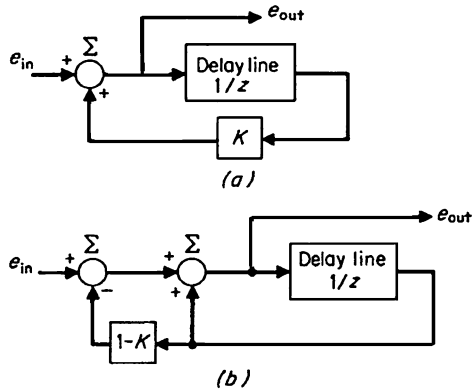 e_out
e_in + Σ Delay line
+ 1/z
K
(a)
Σ Σ e_out
e_in + + Delay line
− + 1/z
1-K
(b)